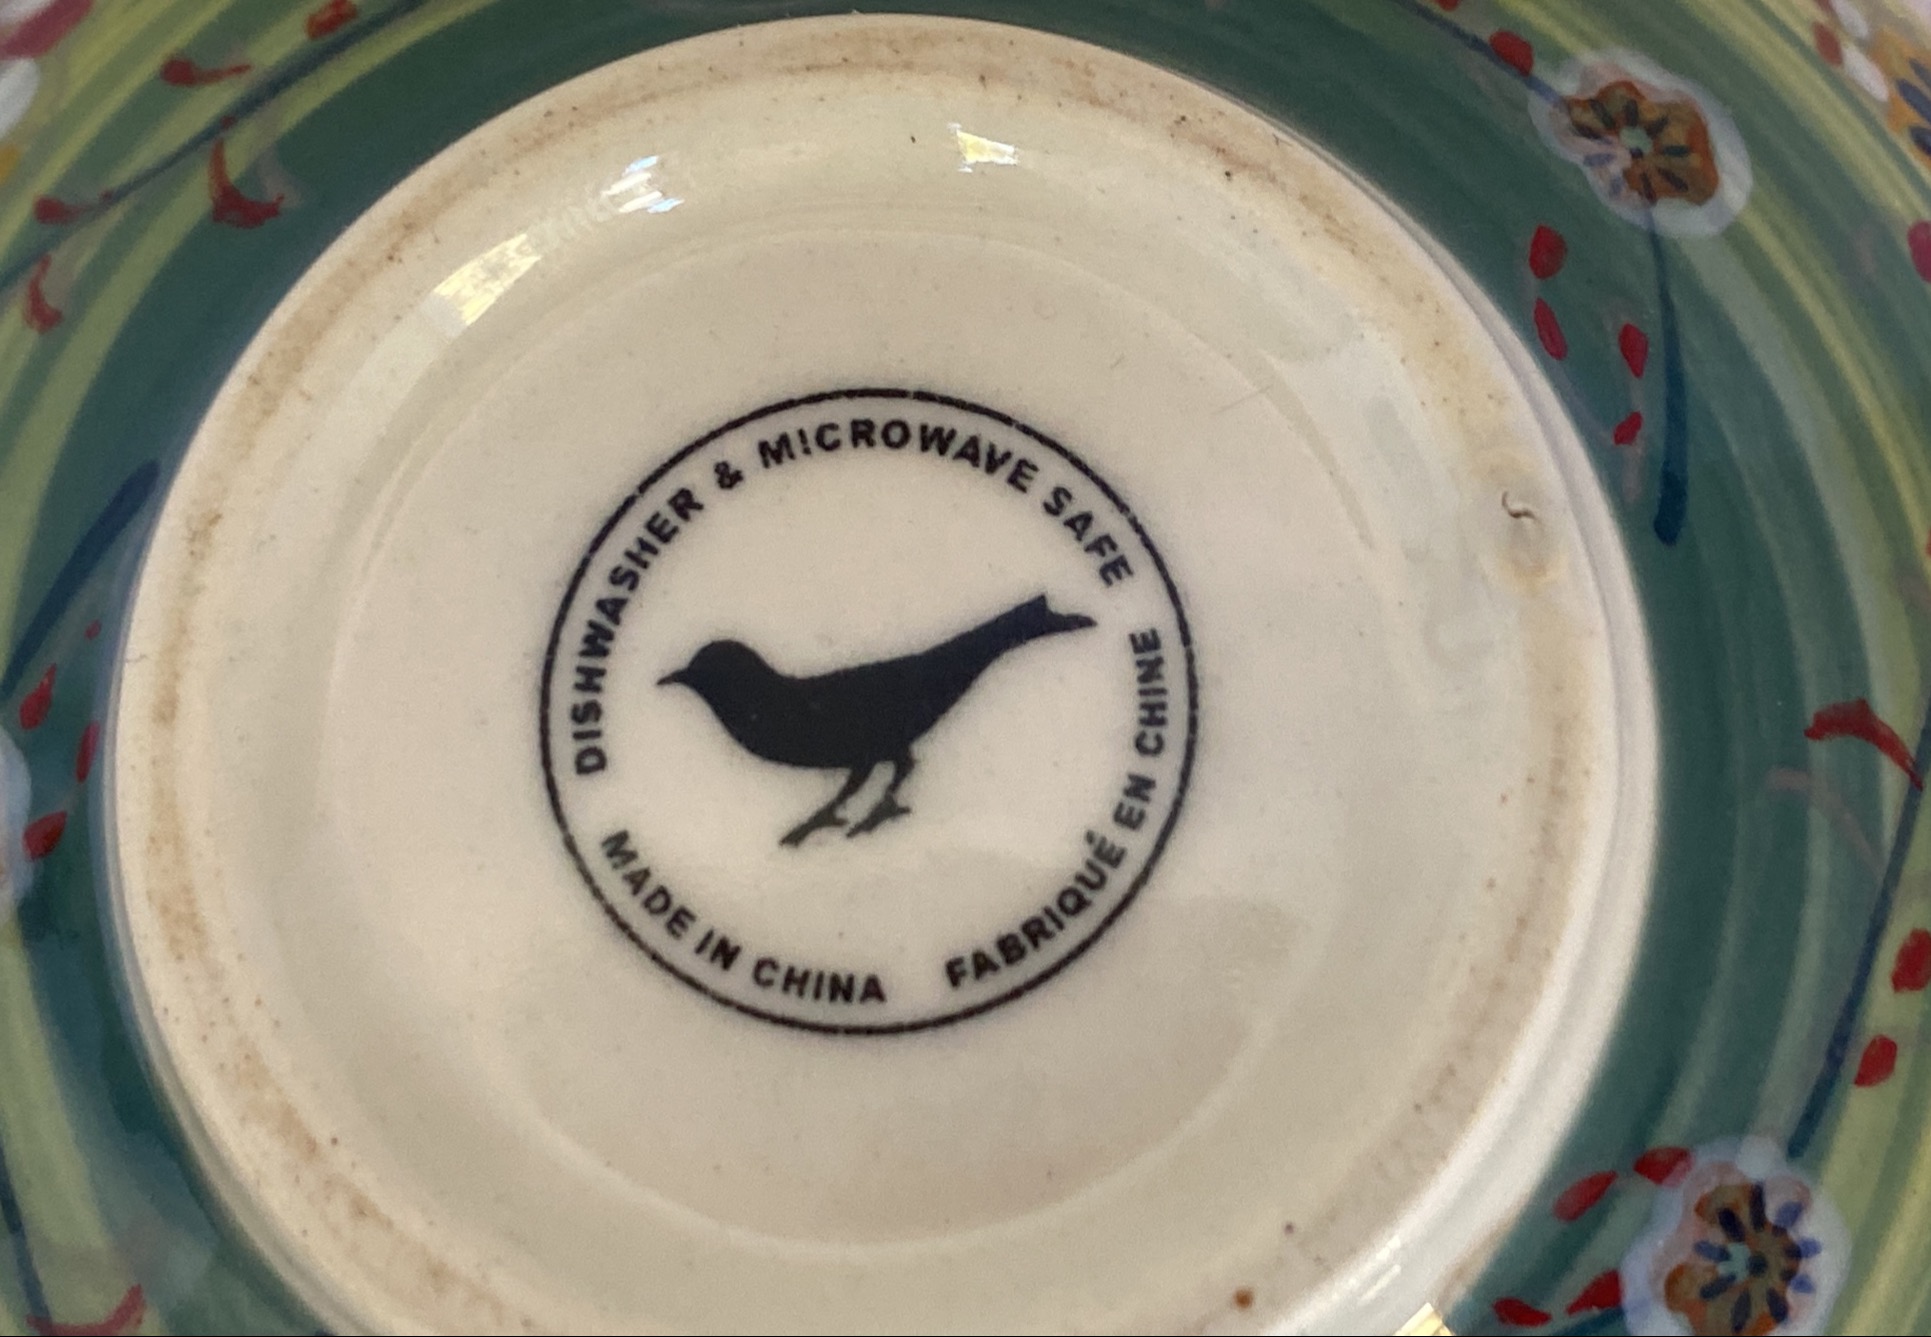 DISHWASHER & MICROWAVE SAFE
MADE IN CHINA
FABRIQUÉ EN CHINE